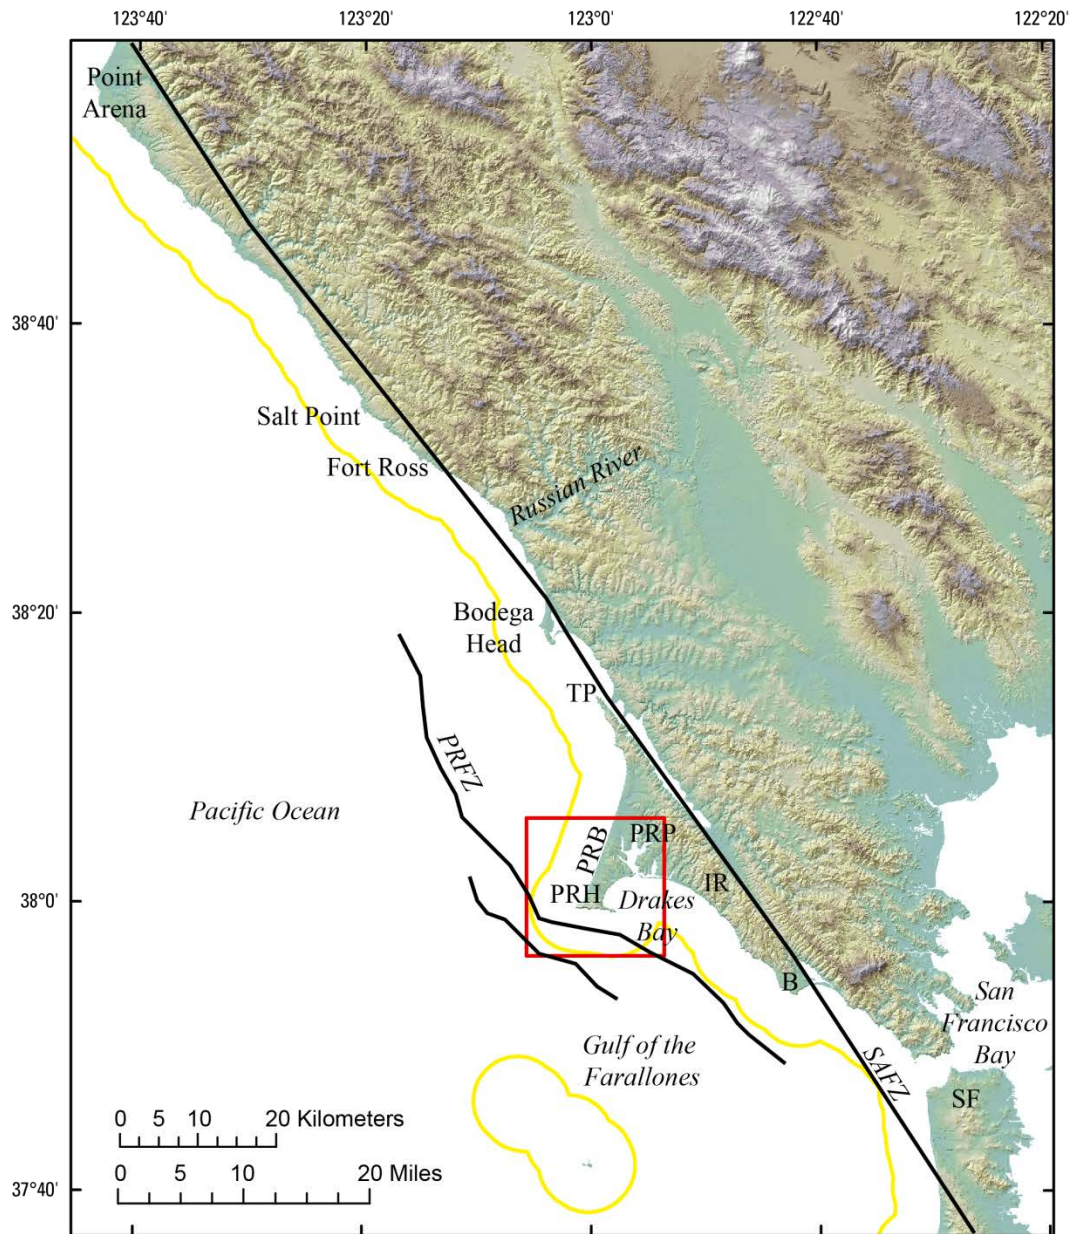 123°40' 123°20' 123°0' 122°40' 122°20'
Point
Arena
38°40'
Salt Point
Fort Ross
Russian River
38°20'
Bodega
Head
TP
PRFZ
Pacific Ocean
PRB
PRP
PRH
IR
38°0'
Drakes
Bay
B
San
Francisco
Bay
Gulf of the
Farallones
SAFZ
SF
0 5 10 20 Kilometers
0 5 10 20 Miles
37°40'